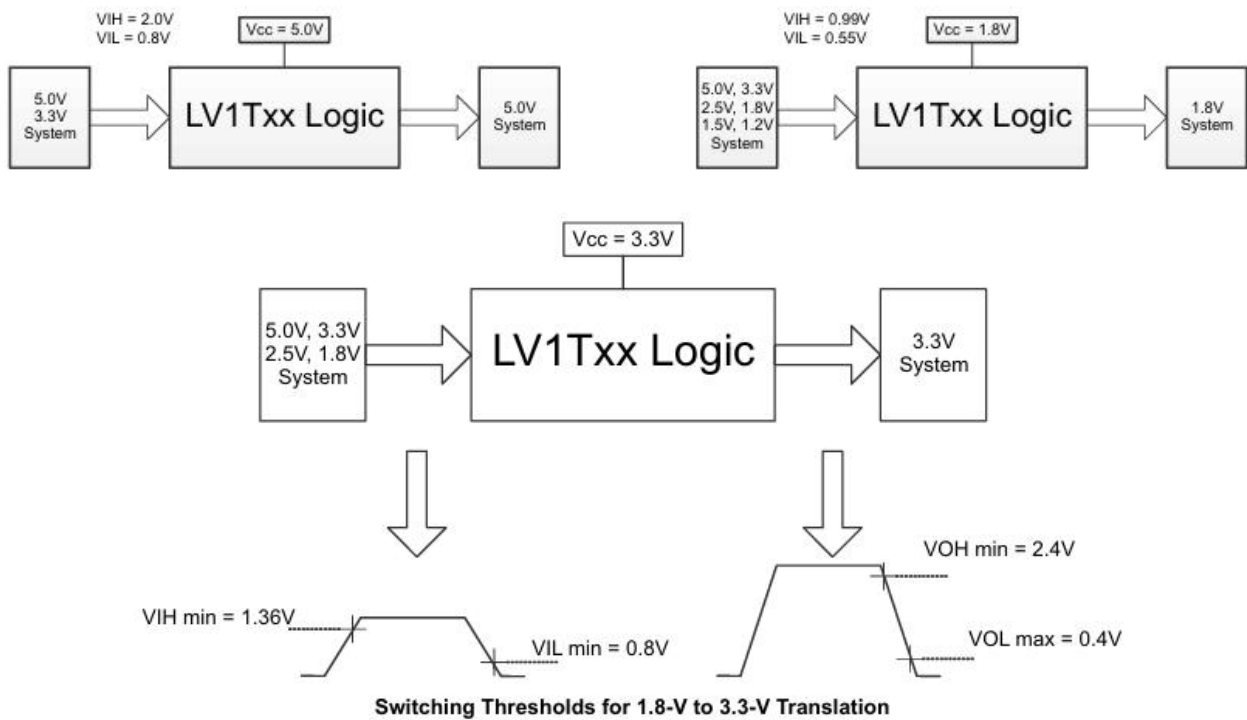 VIH = 2.0V
VIL = 0.8V
Vcc = 5.0V
5.0V
3.3V
System
LV1Txx Logic
5.0V
System
VIH = 0.99V
VIL = 0.55V
Vcc = 1.8V
5.0V, 3.3V
2.5V, 1.8V
1.5V, 1.2V
System
LV1Txx Logic
1.8V
System
Vcc = 3.3V
5.0V, 3.3V
2.5V, 1.8V
System
LV1Txx Logic
3.3V
System
VIH min = 1.36V
VIL min = 0.8V
VOH min = 2.4V
VOL max = 0.4V
Switching Thresholds for 1.8-V to 3.3-V Translation